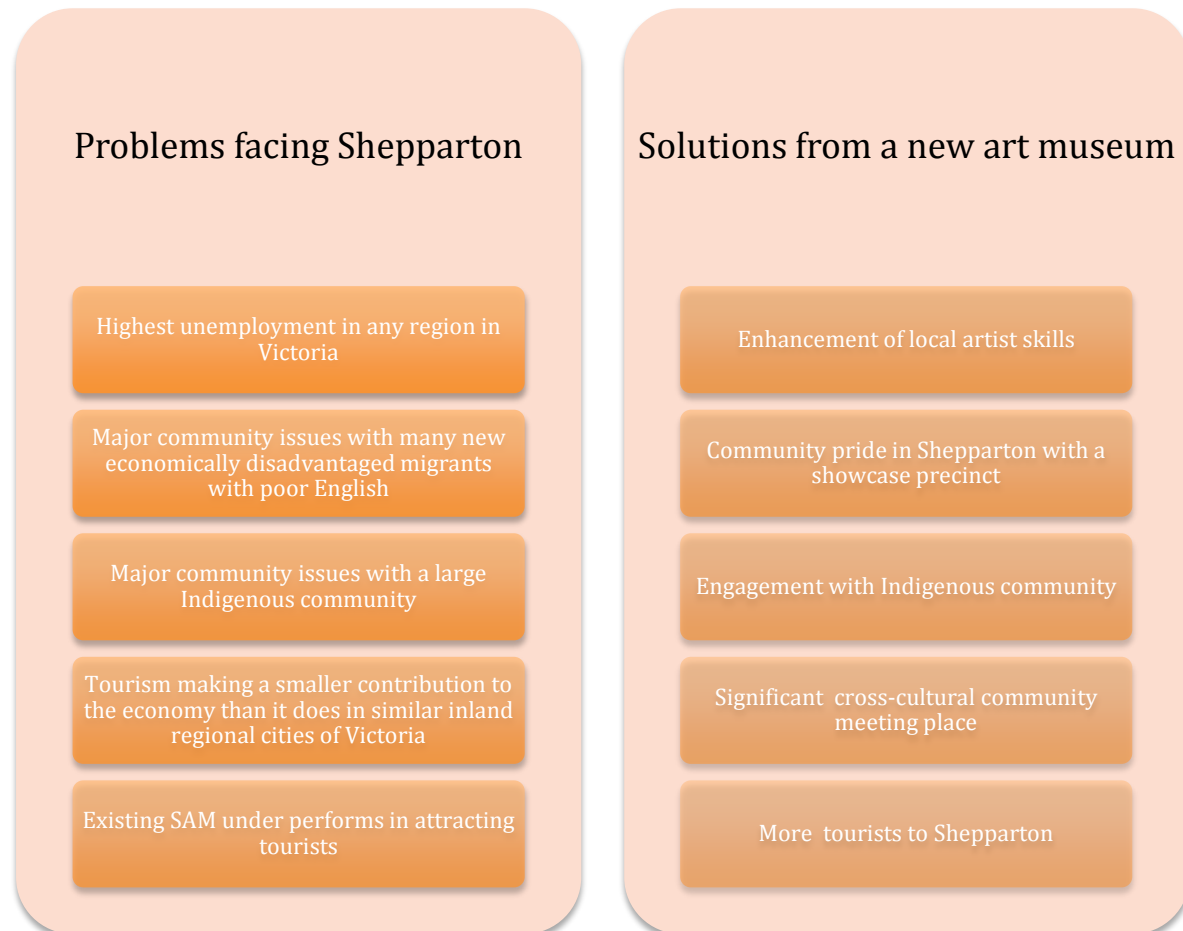 Problems facing Shepparton
Highest unemployment in any region in
Victoria
Major community issues with many new
economically disadvantaged migrants
with poor English
Major community issues with a large
Indigenous community
Tourism making a smaller contribution to
the economy than it does in similar inland
regional cities of Victoria
Existing SAM under performs in attracting
tourists
Solutions from a new art museum
Enhancement of local artist skills
Community pride in Shepparton with a
showcase precinct
Engagement with Indigenous community
Significant  cross-cultural community
meeting place
More  tourists to Shepparton